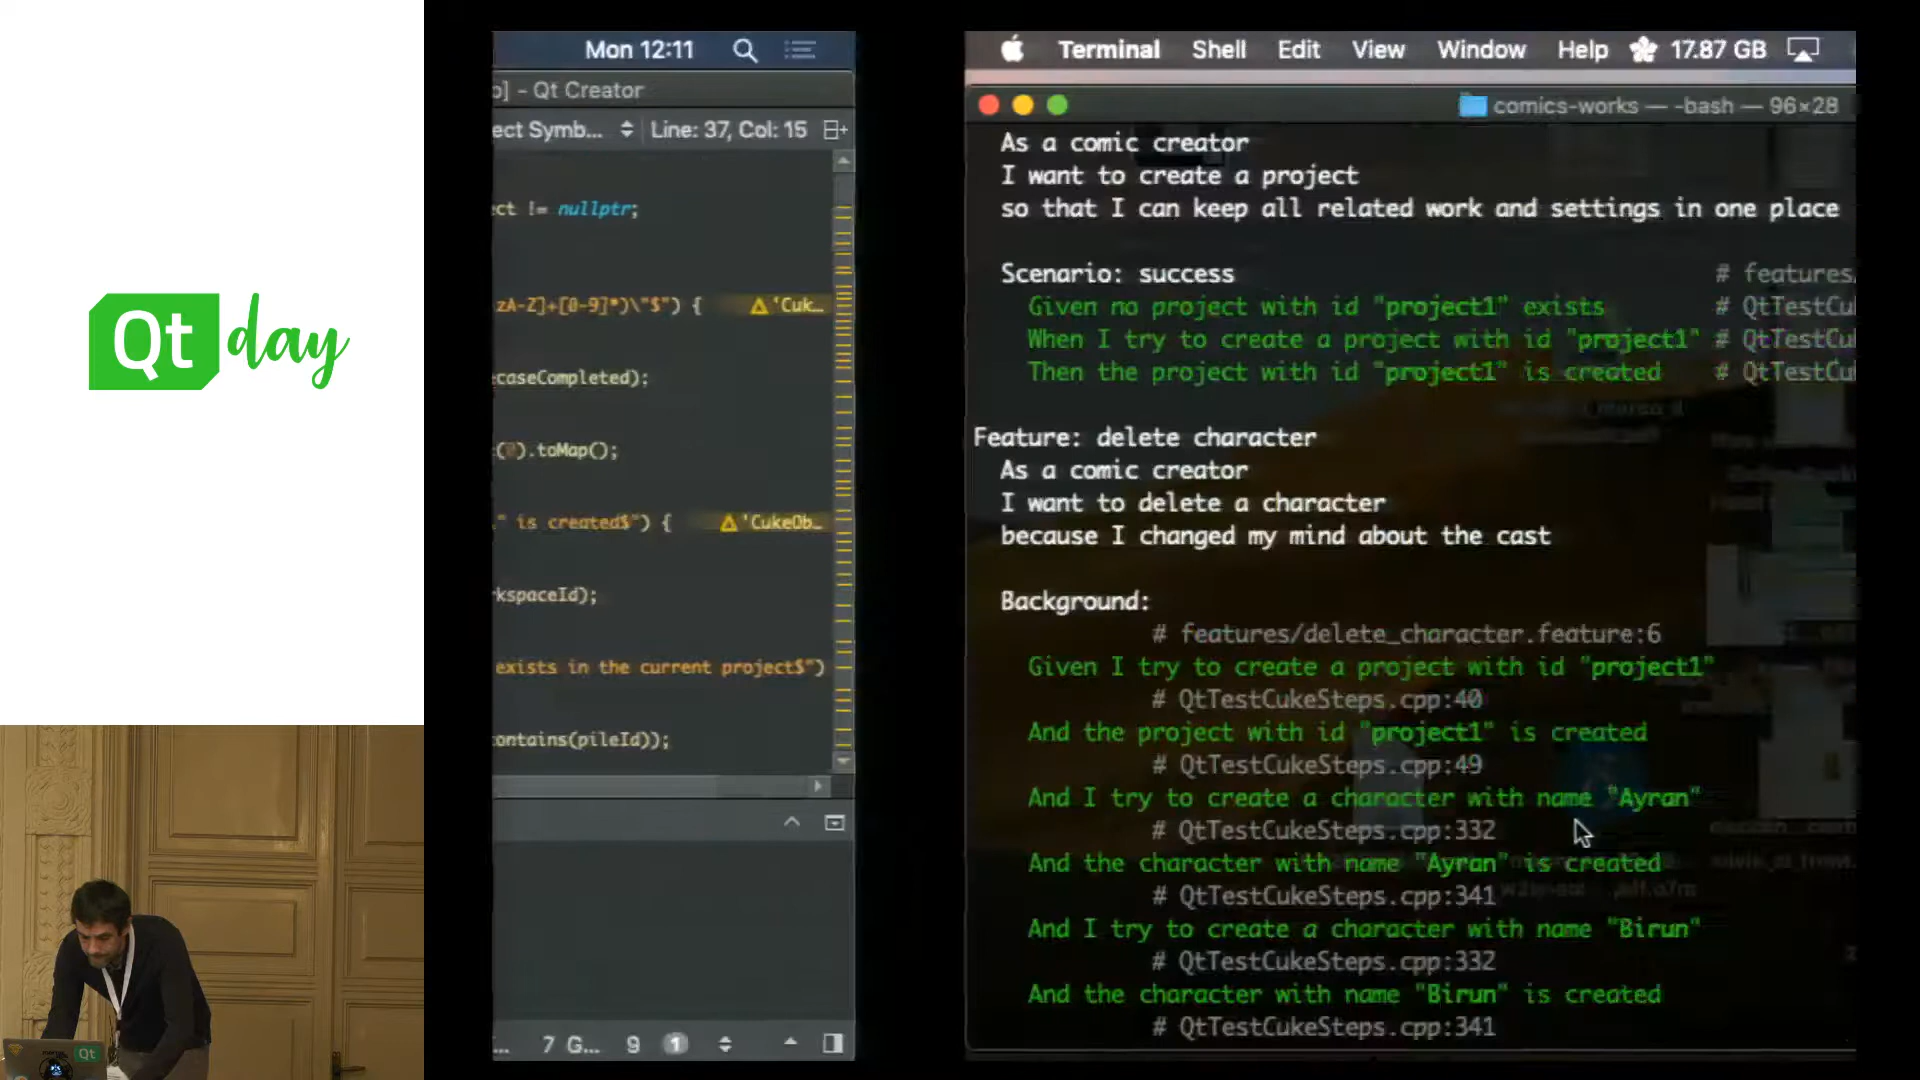 Qt day
Mon 12:11
] - Qt Creator
ect Symb...
Line: 37, Col: 15
ct != nullptr;
zA-Z]+[0-9]*)\"$") {
'Cuk...
caseCompleted);
(0).toMap();
" is created$") {
'CukeOb...
kspaceId);
exists in the current project$")
ontains(pileId));
7 G...
9
1
Terminal Shell Edit View Window Help 17.87 GB
comics-works — -bash — 96×28
As a comic creator
I want to create a project
so that I can keep all related work and settings in one place
Scenario: success # features/
Given no project with id "project1" exists # QtTestCu
When I try to create a project with id "project1" # QtTestCu
Then the project with id "project1" is created # QtTestCu
Feature: delete character
As a comic creator
I want to delete a character
because I changed my mind about the cast
Background:
# features/delete_character.feature:6
Given I try to create a project with id "project1"
# QtTestCukeSteps.cpp:40
And the project with id "project1" is created
# QtTestCukeSteps.cpp:49
And I try to create a character with name "Ayran"
# QtTestCukeSteps.cpp:332
And the character with name "Ayran" is created
# QtTestCukeSteps.cpp:341
And I try to create a character with name "Birun"
# QtTestCukeSteps.cpp:332
And the character with name "Birun" is created
# QtTestCukeSteps.cpp:341
Qt